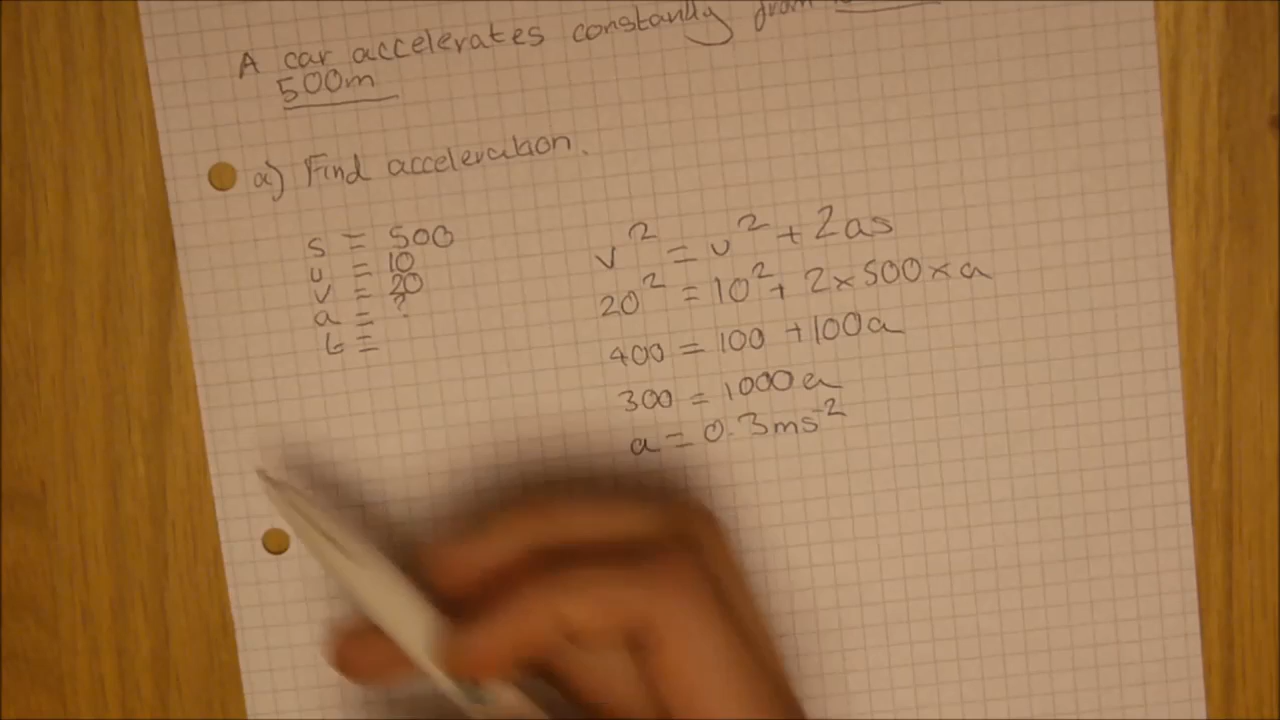 A car accelerates constantly from
500m
a) Find acceleration.
s = 500
u = 10
v = 20
a = ?
t =
v² = u² + 2as
20² = 10² + 2×500×a
400 = 100 + 100a
300 = 1000a
a = 0.3ms⁻²